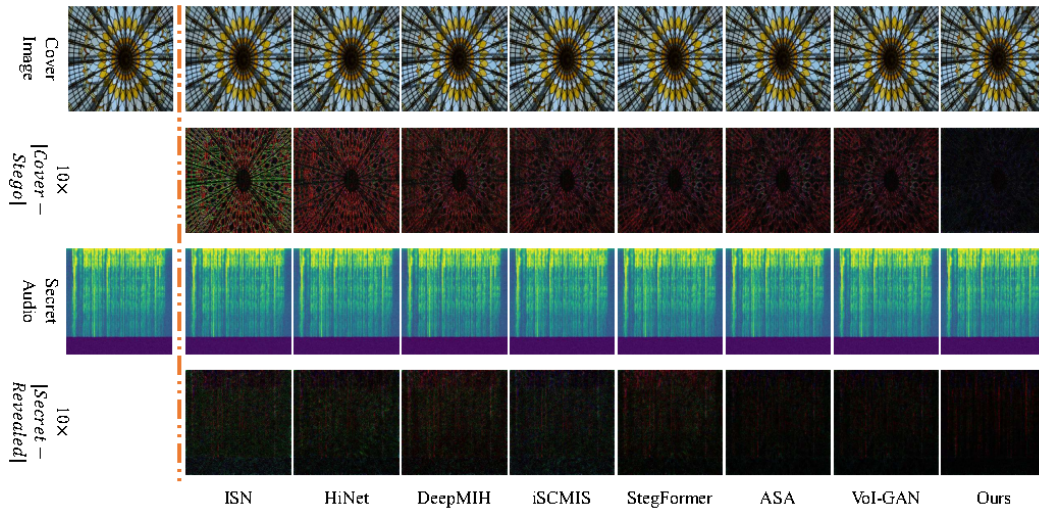 Cover
Image
10×
|Cover −
Stego|
Secret
Audio
10×
|Secret −
Revealed|
ISN HiNet DeepMIH iSCMIS StegFormer ASA VoI-GAN Ours